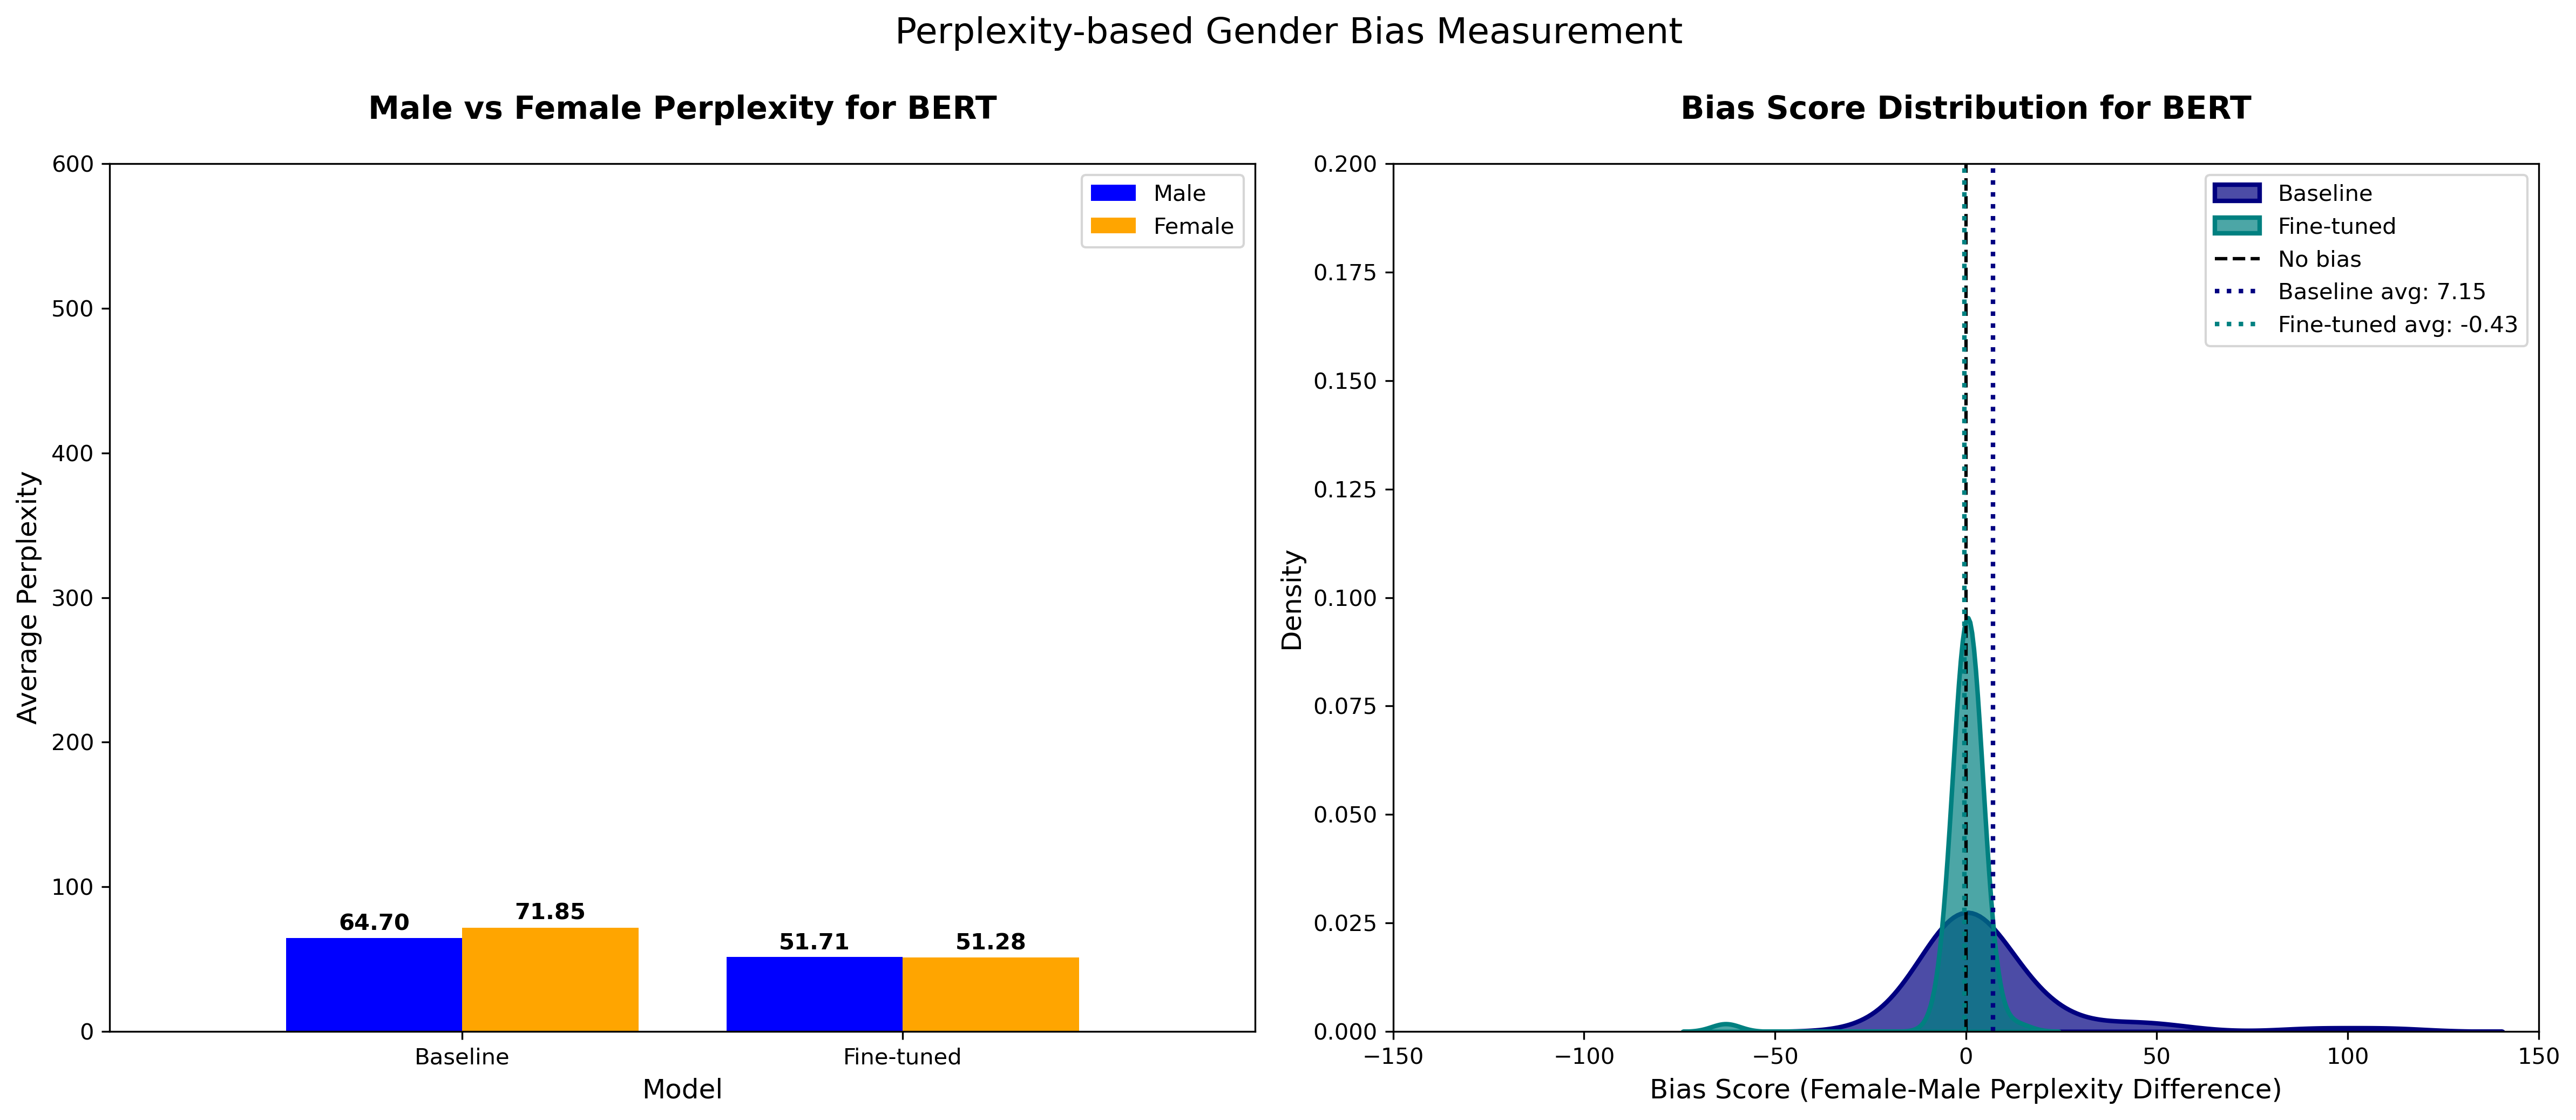 Perplexity-based Gender Bias Measurement
Male vs Female Perplexity for BERT
600
500
400
300
200
100
0
Average Perplexity
Male
Female
64.70
71.85
51.71
51.28
Baseline
Fine-tuned
Model
Bias Score Distribution for BERT
0.200
0.175
0.150
0.125
0.100
0.075
0.050
0.025
0.000
Density
Baseline
Fine-tuned
No bias
Baseline avg: 7.15
Fine-tuned avg: -0.43
−150
−100
−50
0
50
100
150
Bias Score (Female-Male Perplexity Difference)